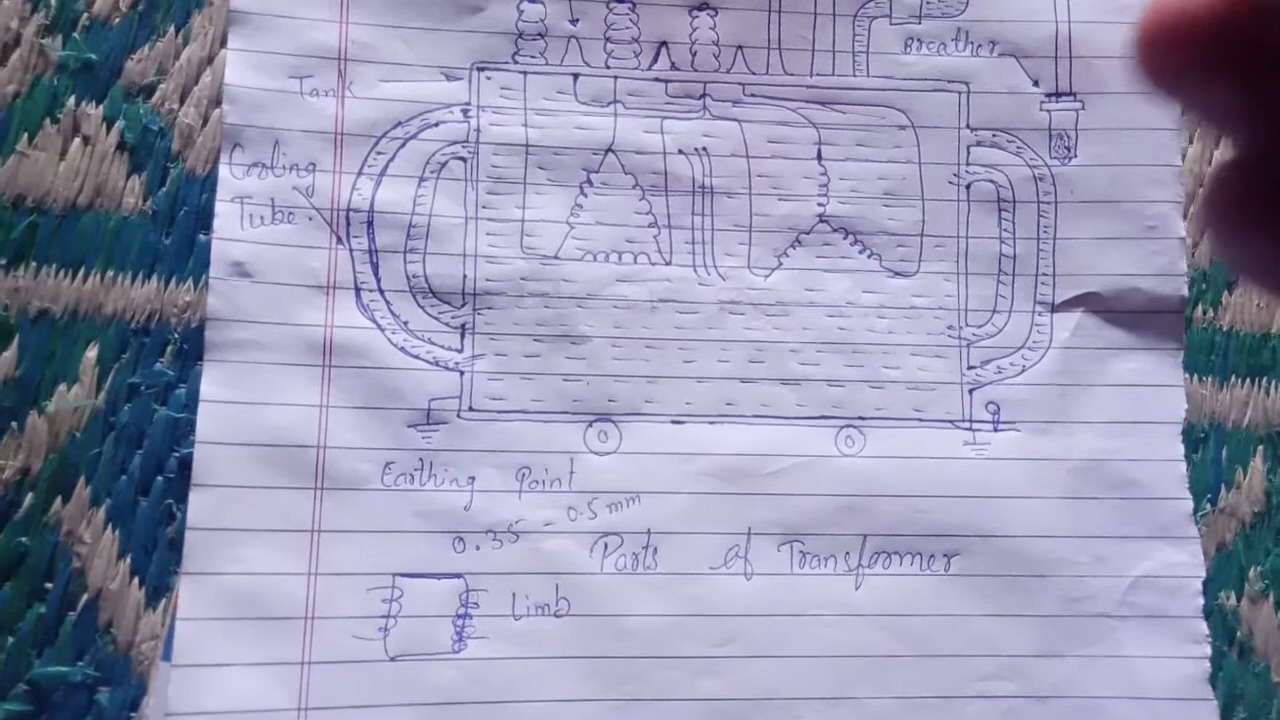 Breather
Tank
Cooling
Tube.
Earthing Point
0.35 - 0.5 mm
Parts of Transformer
Limb